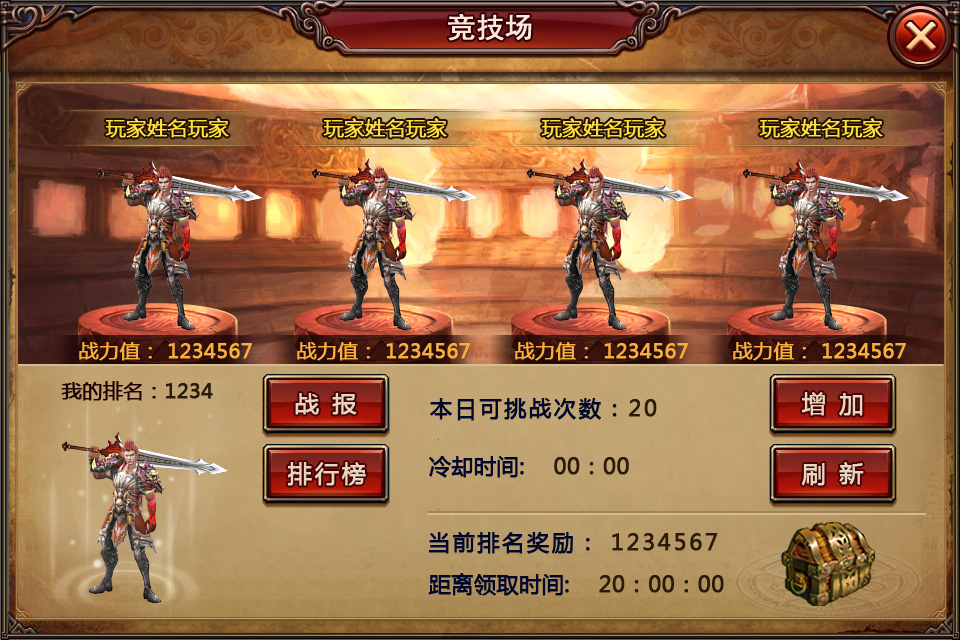 竞技场
玩家姓名玩家 玩家姓名玩家 玩家姓名玩家 玩家姓名玩家
战力值： 1234567 战力值： 1234567 战力值： 1234567 战力值： 1234567
我的排名：1234
战 报
排行榜
本日可挑战次数：20
增 加
冷却时间: 00：00
刷 新
当前排名奖励： 1234567
距离领取时间: 20：00：00